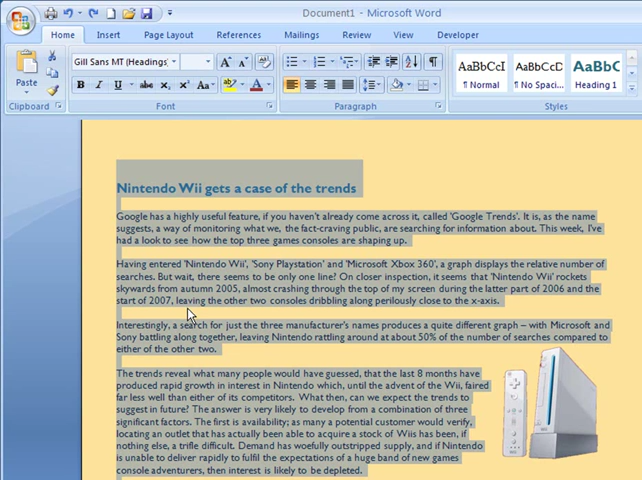 Document1 - Microsoft Word
Home Insert Page Layout References Mailings Review View Developer
Paste
Gill Sans MT (Headings)
AaBbCcI AaBbCcD AaBbC
¶ Normal ¶ No Spaci... Heading 1
Clipboard Font Paragraph Styles
Nintendo Wii gets a case of the trends
Google has a highly useful feature, if you haven't already come across it, called 'Google Trends'. It is, as the name
suggests, a way of monitoring what we, the fact-craving public, are searching for information about. This week, I've
had a look to see how the top three games consoles are shaping up.
Having entered 'Nintendo Wii', 'Sony Playstation' and 'Microsoft Xbox 360', a graph displays the relative number of
searches. But wait, there seems to be only one line? On closer inspection, it seems that 'Nintendo Wii' rockets
skywards from autumn 2005, almost crashing through the top of my screen during the latter part of 2006 and the
start of 2007, leaving the other two consoles dribbling along perilously close to the x-axis.
Interestingly, a search for just the three manufacturer's names produces a quite different graph – with Microsoft and
Sony battling along together, leaving Nintendo rattling around at about 50% of the number of searches compared to
either of the other two.
The trends reveal what many people would have guessed, that the last 8 months have
produced rapid growth in interest in Nintendo which, until the advent of the Wii, faired
far less well than either of its competitors. What then, can we expect the trends to
suggest in future? The answer is very likely to develop from a combination of three
significant factors. The first is availability; as many a potential customer would verify,
locating an outlet that has actually been able to acquire a stock of Wiis has been, if
nothing else, a trifle difficult. Demand has woefully outstripped supply, and if Nintendo
is unable to deliver rapidly to fulfil the expectations of a huge band of new games
console adventurers, then interest is likely to be depleted.